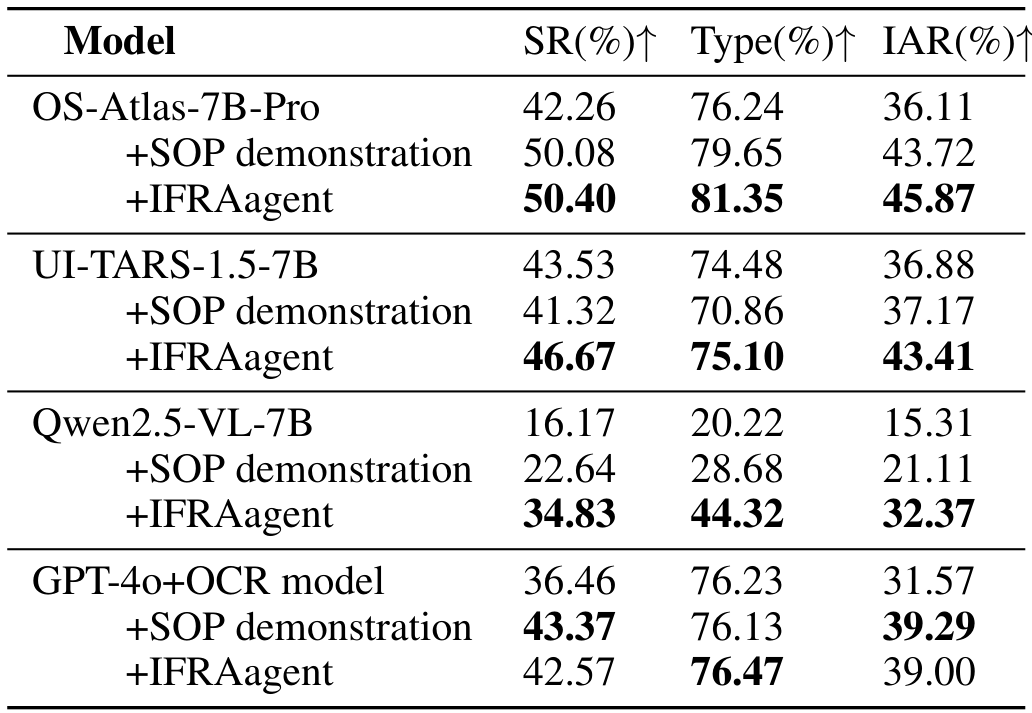 Model SR(%)↑ Type(%)↑ IAR(%)↑
OS-Atlas-7B-Pro 42.26 76.24 36.11
+SOP demonstration 50.08 79.65 43.72
+IFRAagent 50.40 81.35 45.87
UI-TARS-1.5-7B 43.53 74.48 36.88
+SOP demonstration 41.32 70.86 37.17
+IFRAagent 46.67 75.10 43.41
Qwen2.5-VL-7B 16.17 20.22 15.31
+SOP demonstration 22.64 28.68 21.11
+IFRAagent 34.83 44.32 32.37
GPT-4o+OCR model 36.46 76.23 31.57
+SOP demonstration 43.37 76.13 39.29
+IFRAagent 42.57 76.47 39.00